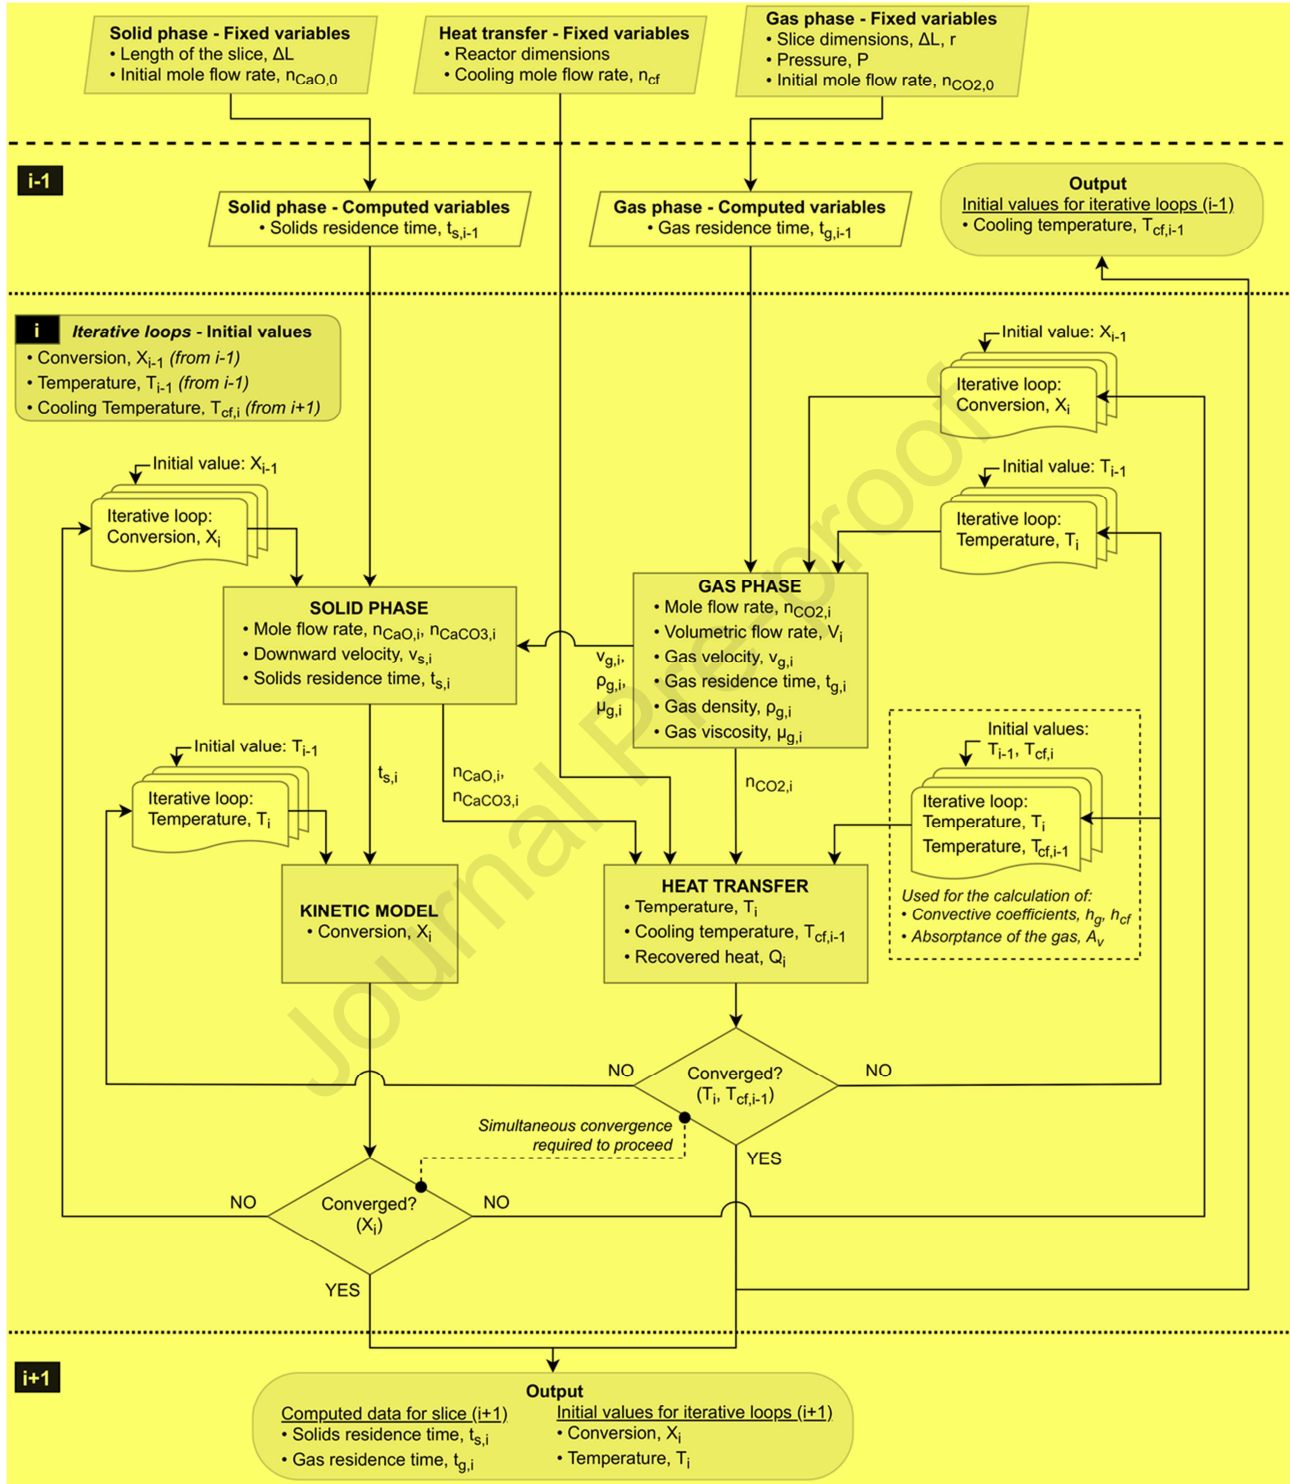 Solid phase - Fixed variables
• Length of the slice, ΔL
• Initial mole flow rate, nCaO,0
Heat transfer - Fixed variables
• Reactor dimensions
• Cooling mole flow rate, ncf
Gas phase - Fixed variables
• Slice dimensions, ΔL, r
• Pressure, P
• Initial mole flow rate, nCO2,0
i-1
Solid phase - Computed variables
• Solids residence time, ts,i-1
Gas phase - Computed variables
• Gas residence time, tg,i-1
Output
Initial values for iterative loops (i-1)
• Cooling temperature, Tcf,i-1
i Iterative loops - Initial values
• Conversion, Xi-1 (from i-1)
• Temperature, Ti-1 (from i-1)
• Cooling Temperature, Tcf,i (from i+1)
Initial value: Xi-1
Iterative loop:
Conversion, Xi
Initial value: Xi-1
Iterative loop:
Conversion, Xi
Initial value: Ti-1
Iterative loop:
Temperature, Ti
SOLID PHASE
• Mole flow rate, nCaO,i, nCaCO3,i
• Downward velocity, vs,i
• Solids residence time, ts,i
vg,i,
ρg,i,
μg,i
GAS PHASE
• Mole flow rate, nCO2,i
• Volumetric flow rate, Vi
• Gas velocity, vg,i
• Gas residence time, tg,i
• Gas density, ρg,i
• Gas viscosity, μg,i
Initial value: Ti-1
Iterative loop:
Temperature, Ti
ts,i
nCaO,i,
nCaCO3,i
nCO2,i
Initial values:
Ti-1, Tcf,i
Iterative loop:
Temperature, Ti
Temperature, Tcf,i-1
Used for the calculation of:
• Convective coefficients, hg, hcf
• Absorptance of the gas, Av
KINETIC MODEL
• Conversion, Xi
HEAT TRANSFER
• Temperature, Ti
• Cooling temperature, Tcf,i-1
• Recovered heat, Qi
NO
Converged?
(Ti, Tcf,i-1)
NO
YES
Simultaneous convergence
required to proceed
NO
Converged?
(Xi)
NO
YES
i+1
Output
Computed data for slice (i+1)
• Solids residence time, ts,i
• Gas residence time, tg,i
Initial values for iterative loops (i+1)
• Conversion, Xi
• Temperature, Ti
Journal Pre-proof